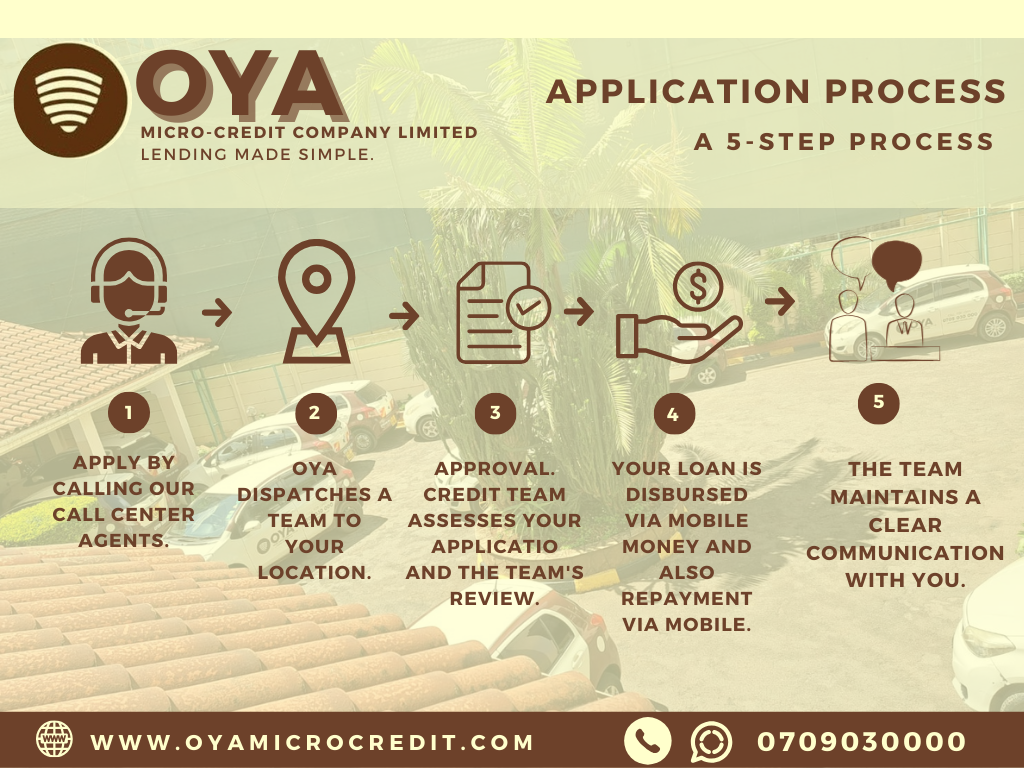 OYA
MICRO-CREDIT COMPANY LIMITED
LENDING MADE SIMPLE.
APPLICATION PROCESS
A 5-STEP PROCESS
1
APPLY BY
CALLING OUR
CALL CENTER
AGENTS.
2
OYA
DISPATCHES A
TEAM TO
YOUR
LOCATION.
3
APPROVAL.
CREDIT TEAM
ASSESSES YOUR
APPLICATIO
AND THE TEAM'S
REVIEW.
$
4
YOUR LOAN IS
DISBURSED
VIA MOBILE
MONEY AND
ALSO
REPAYMENT
VIA MOBILE.
5
THE TEAM
MAINTAINS A
CLEAR
COMMUNICATION
WITH YOU.
OYA
WWW
WWW.OYAMICROCREDIT.COM
0709030000